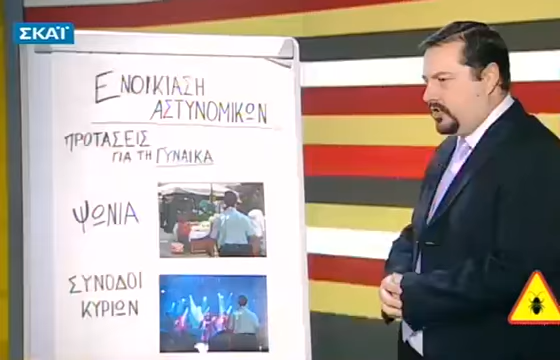 ΣΚΑΪ
ΕΝΟΙΚΙΑΣΗ
ΑΣΤΥΝΟΜΙΚΩΝ
ΠΡΟΤΑΣΕΙΣ
ΓΙΑ ΤΗ ΓΥΝΑΙΚΑ
ΨΩΝΙΑ
ΣΥΝΟΔΟΙ
ΚΥΡΙΩΝ